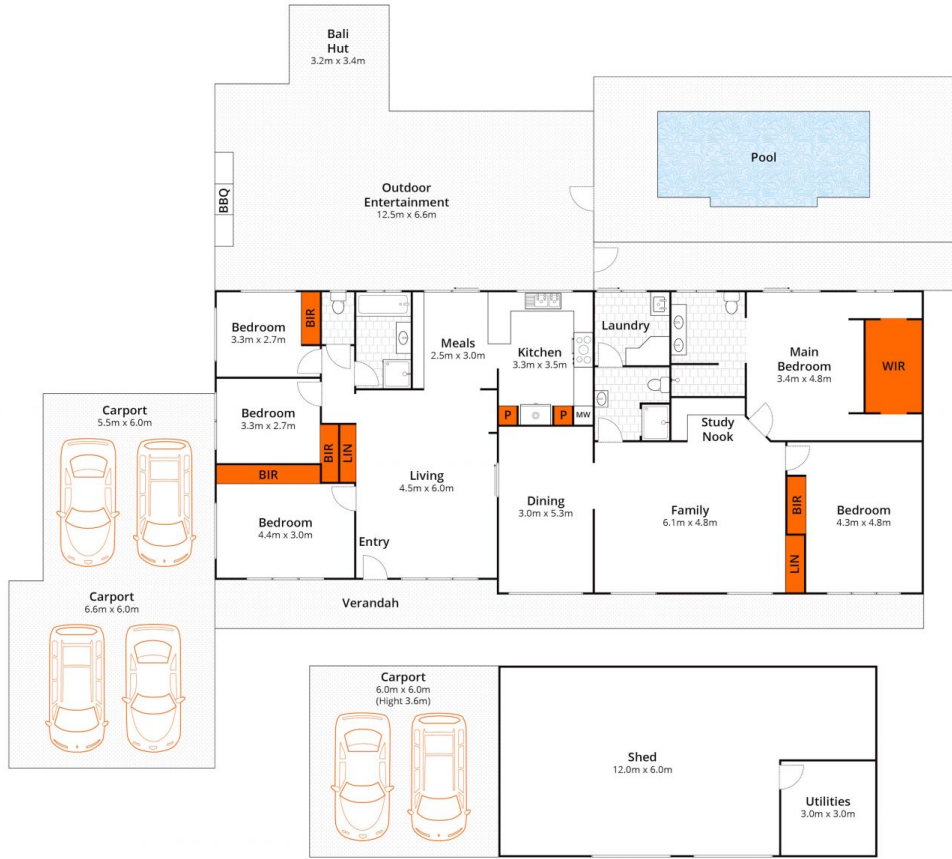 Bali
Hut
3.2m x 3.4m
Pool
Outdoor
Entertainment
12.5m x 6.6m
BBQ
Bedroom
3.3m x 2.7m
BIR
Meals
2.5m x 3.0m
Kitchen
3.3m x 3.5m
Laundry
Main
Bedroom
3.4m x 4.8m
WIR
Carport
5.5m x 6.0m
Bedroom
3.3m x 2.7m
BIR
LIN
BIR
P
P
MW
Study
Nook
Living
4.5m x 6.0m
Dining
3.0m x 5.3m
Family
6.1m x 4.8m
BIR
LIN
Bedroom
4.3m x 4.8m
Bedroom
4.4m x 3.0m
Entry
Carport
6.6m x 6.0m
Verandah
Carport
6.0m x 6.0m
(Hight 3.6m)
Shed
12.0m x 6.0m
Utilities
3.0m x 3.0m